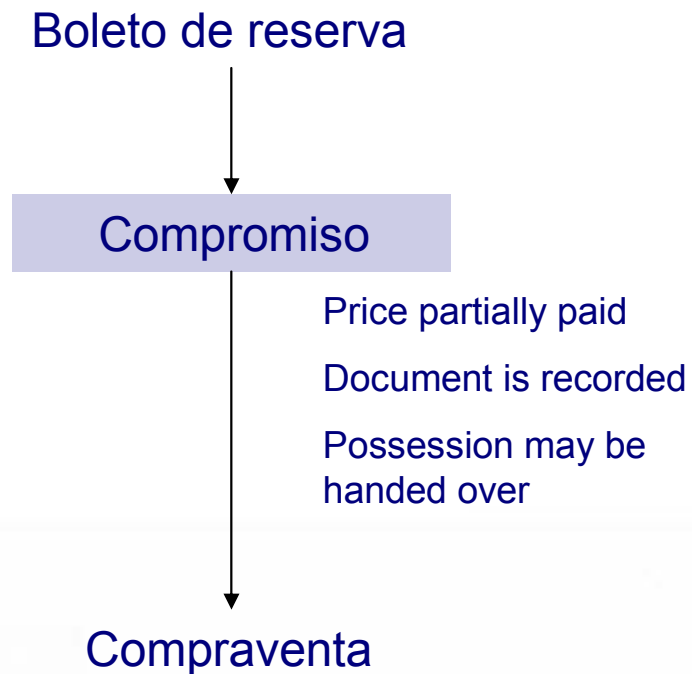 Boleto de reserva
Compromiso
Price partially paid
Document is recorded
Possession may be
handed over
Compraventa